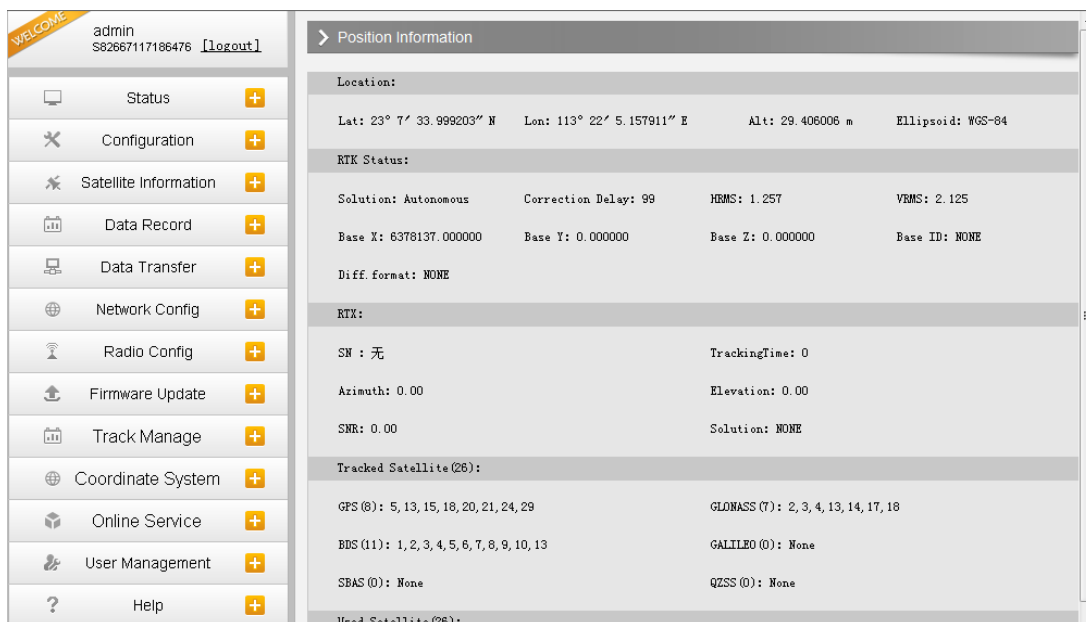 WELCOME
admin
S82667117186476 [logout]
Status
Configuration
Satellite Information
Data Record
Data Transfer
Network Config
Radio Config
Firmware Update
Track Manage
Coordinate System
Online Service
User Management
Help
Position Information
Location:
Lat: 23° 7′ 33.999203″ N Lon: 113° 22′ 5.157911″ E Alt: 29.406006 m Ellipsoid: WGS-84
RTK Status:
Solution: Autonomous Correction Delay: 99 HRMS: 1.257 VRMS: 2.125
Base X: 6378137.000000 Base Y: 0.000000 Base Z: 0.000000 Base ID: NONE
Diff.format: NONE
RTX:
SN : 无 TrackingTime: 0
Azimuth: 0.00 Elevation: 0.00
SNR: 0.00 Solution: NONE
Tracked Satellite(26):
GPS(8): 5,13,15,18,20,21,24,29 GLONASS(7): 2,3,4,13,14,17,18
BDS(11): 1,2,3,4,5,6,7,8,9,10,13 GALILEO(0): None
SBAS(0): None QZSS(0): None
Used Satellite(26):